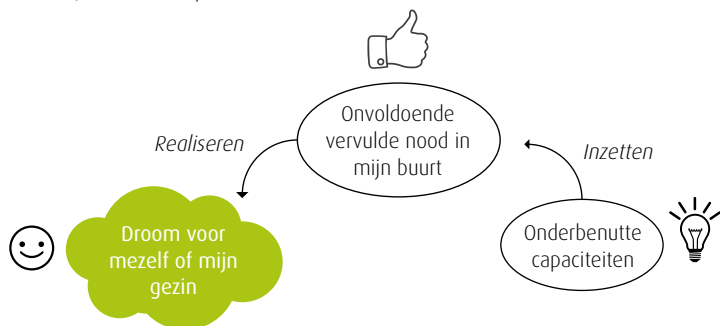 Onvoldoende
vervulde nood in
mijn buurt
Realiseren
Inzetten
Droom voor
mezelf of mijn
gezin
Onderbenutte
capaciteiten